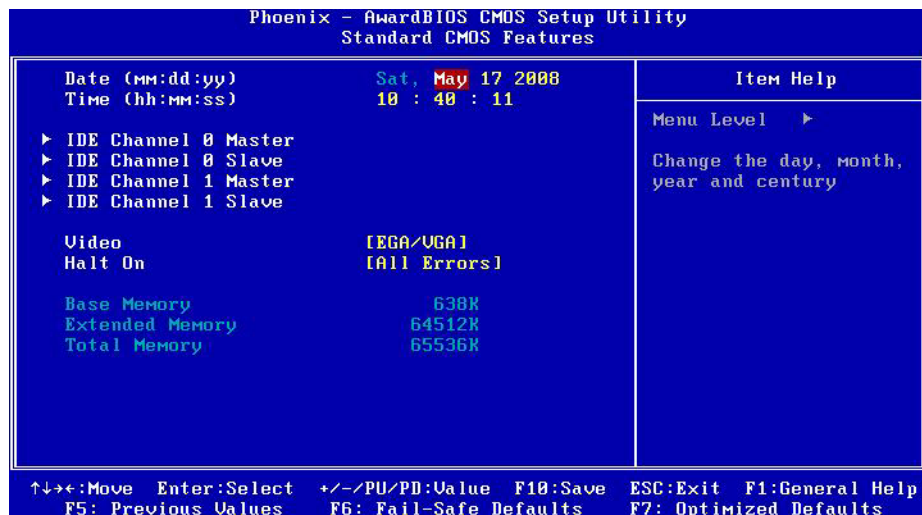 Phoenix - AwardBIOS CMOS Setup Utility
Standard CMOS Features
Date (mm:dd:yy) Sat, May 17 2008
Time (hh:mm:ss) 10 : 40 : 11
► IDE Channel 0 Master
► IDE Channel 0 Slave
► IDE Channel 1 Master
► IDE Channel 1 Slave
Video [EGA/VGA]
Halt On [All Errors]
Base Memory 638K
Extended Memory 64512K
Total Memory 65536K
Item Help
Menu Level ►
Change the day, month,
year and century
↑↓→←:Move Enter:Select +/-/PU/PD:Value F10:Save ESC:Exit F1:General Help
F5: Previous Values F6: Fail-Safe Defaults F7: Optimized Defaults